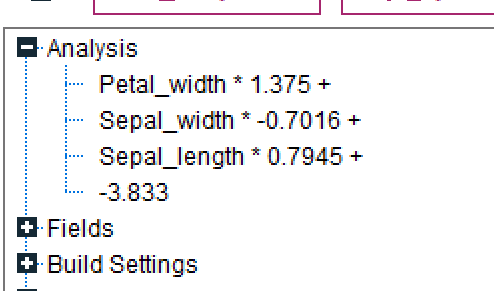 Analysis
Petal_width * 1.375 +
Sepal_width * -0.7016 +
Sepal_length * 0.7945 +
-3.833
Fields
Build Settings